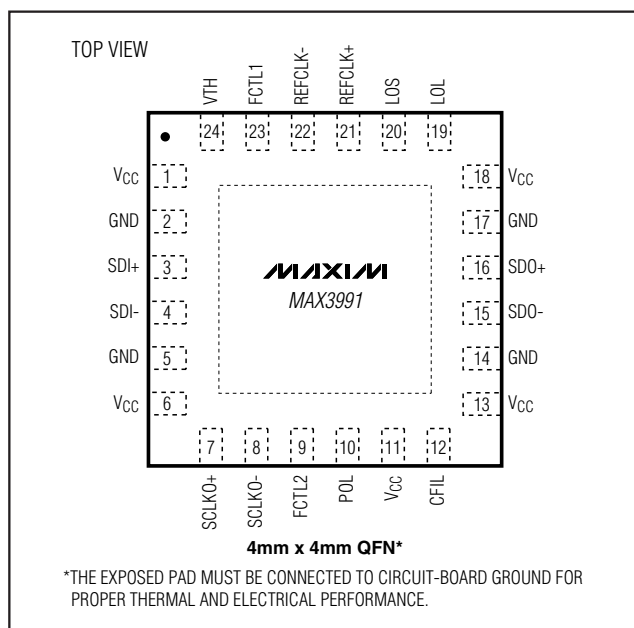 TOP VIEW
VTH
FCTL1
REFCLK-
REFCLK+
LOS
LOL
24
23
22
21
20
19
VCC 1
18 VCC
GND 2
17 GND
SDI+ 3
16 SDO+
MAXIM
MAX3991
SDI- 4
15 SDO-
GND 5
14 GND
VCC 6
13 VCC
7
8
9
10
11
12
SCLKO+
SCLKO-
FCTL2
POL
VCC
CFIL
4mm x 4mm QFN*
*THE EXPOSED PAD MUST BE CONNECTED TO CIRCUIT-BOARD GROUND FOR
PROPER THERMAL AND ELECTRICAL PERFORMANCE.